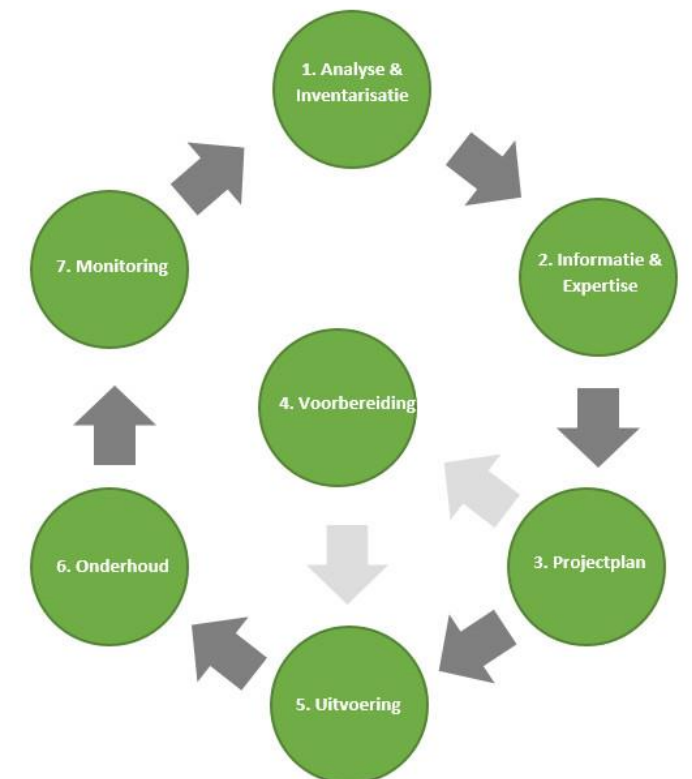 1. Analyse &
Inventarisatie
2. Informatie &
Expertise
3. Projectplan
4. Voorbereiding
5. Uitvoering
6. Onderhoud
7. Monitoring